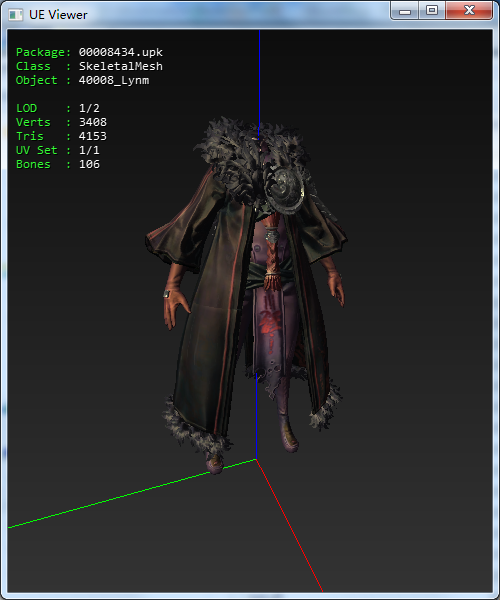 UE Viewer
Package: 00008434.upk
Class : SkeletalMesh
Object : 40008_Lynm
LOD : 1/2
Verts : 3408
Tris : 4153
UV Set : 1/1
Bones : 106